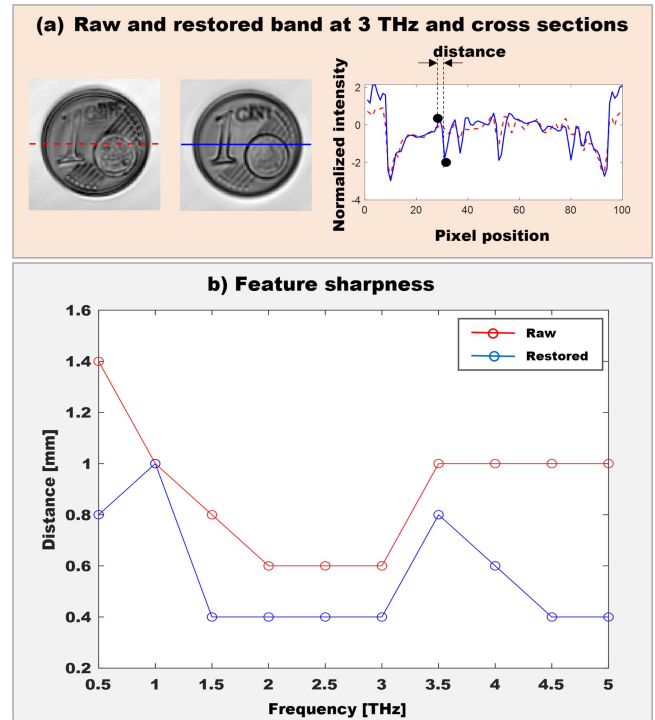 (a) Raw and restored band at 3 THz and cross sections
distance
1 CENT
1
Normalized intensity
2
0
-2
-4
0
20
40
60
80
100
Pixel position
b) Feature sharpness
Raw
Restored
Distance [mm]
1.6
1.4
1.2
1
0.8
0.6
0.4
0.2
0.5 1 1.5 2 2.5 3 3.5 4 4.5 5
Frequency [THz]